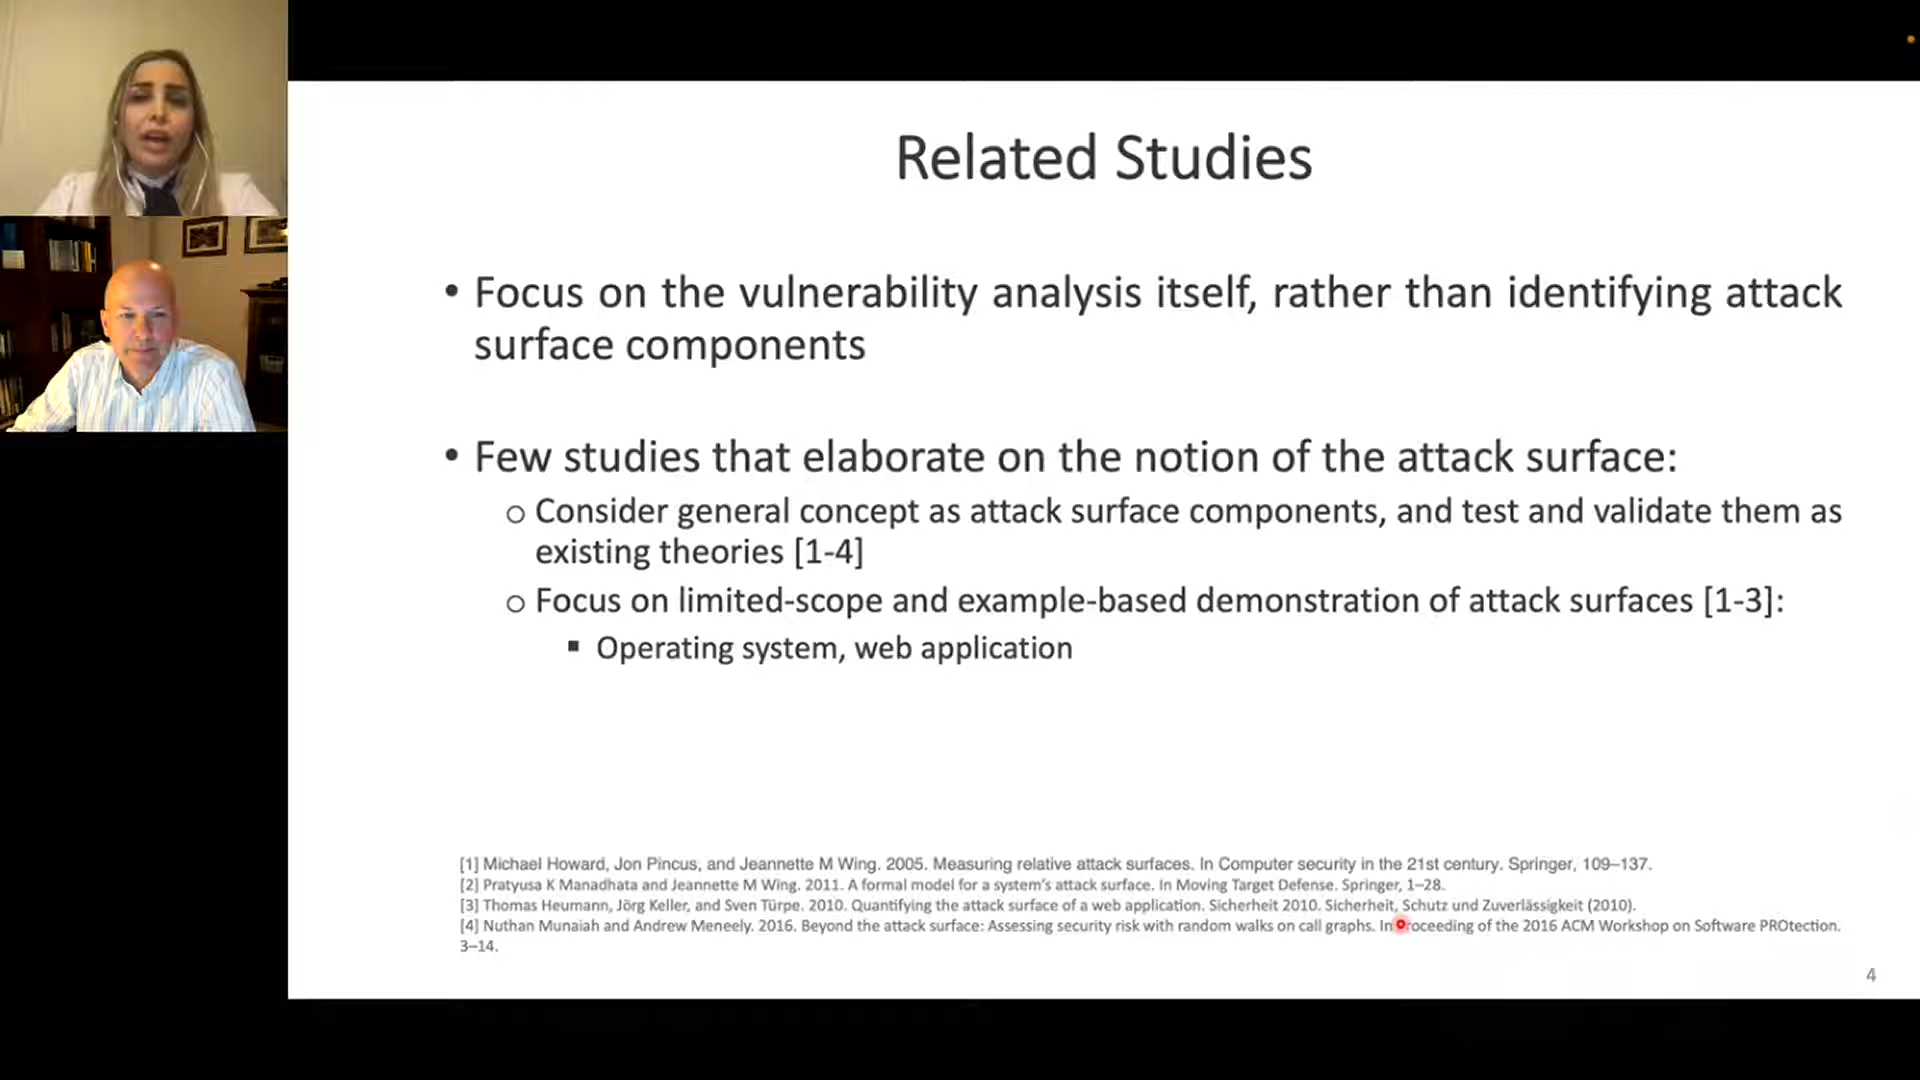 Related Studies
• Focus on the vulnerability analysis itself, rather than identifying attack
surface components
• Few studies that elaborate on the notion of the attack surface:
o Consider general concept as attack surface components, and test and validate them as
existing theories [1-4]
o Focus on limited-scope and example-based demonstration of attack surfaces [1-3]:
▪ Operating system, web application
[1] Michael Howard, Jon Pincus, and Jeannette M Wing. 2005. Measuring relative attack surfaces. In Computer security in the 21st century. Springer, 109–137.
[2] Pratyusa K Manadhata and Jeannette M Wing. 2011. A formal model for a system's attack surface. In Moving Target Defense. Springer, 1–28.
[3] Thomas Heumann, Jörg Keller, and Sven Türpe. 2010. Quantifying the attack surface of a web application. Sicherheit 2010. Sicherheit, Schutz und Zuverlässigkeit (2010).
[4] Nuthan Munaiah and Andrew Meneely. 2016. Beyond the attack surface: Assessing security risk with random walks on call graphs. In Proceeding of the 2016 ACM Workshop on Software PROtection.
3–14.
4